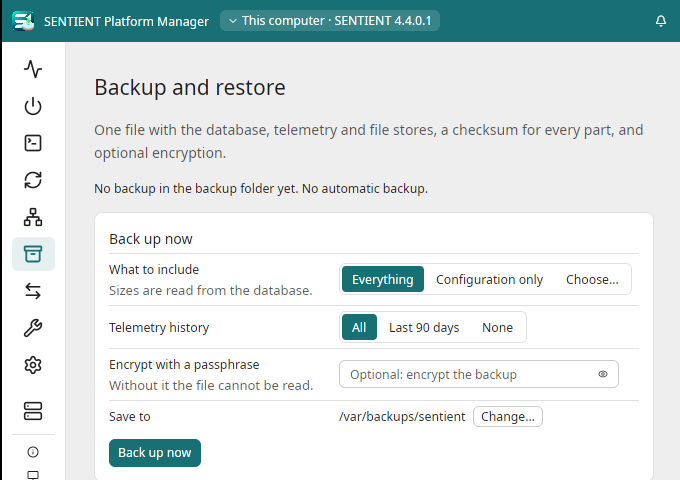 SENTIENT Platform Manager
This computer · SENTIENT 4.4.0.1
Backup and restore
One file with the database, telemetry and file stores, a checksum for every part, and
optional encryption.
No backup in the backup folder yet. No automatic backup.
Back up now
What to include
Sizes are read from the database.
Everything
Configuration only
Choose...
Telemetry history
All
Last 90 days
None
Encrypt with a passphrase
Without it the file cannot be read.
Optional: encrypt the backup
Save to
/var/backups/sentient
Change...
Back up now